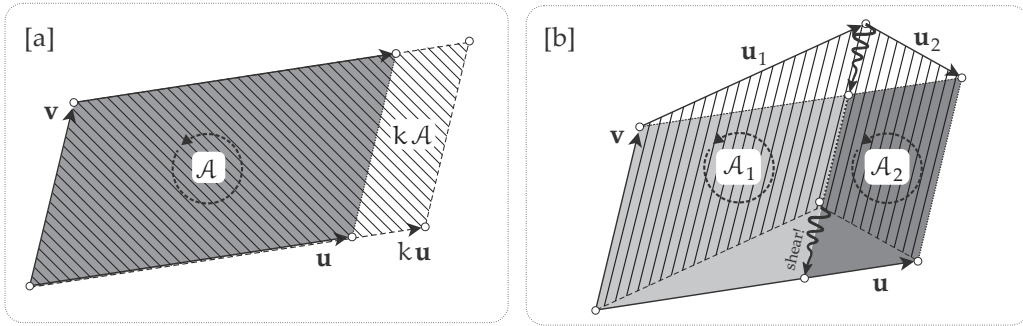 [a]
v
𝒜
k𝒜
u
ku
[b]
u₁
u₂
v
𝒜₁
𝒜₂
shear!
u